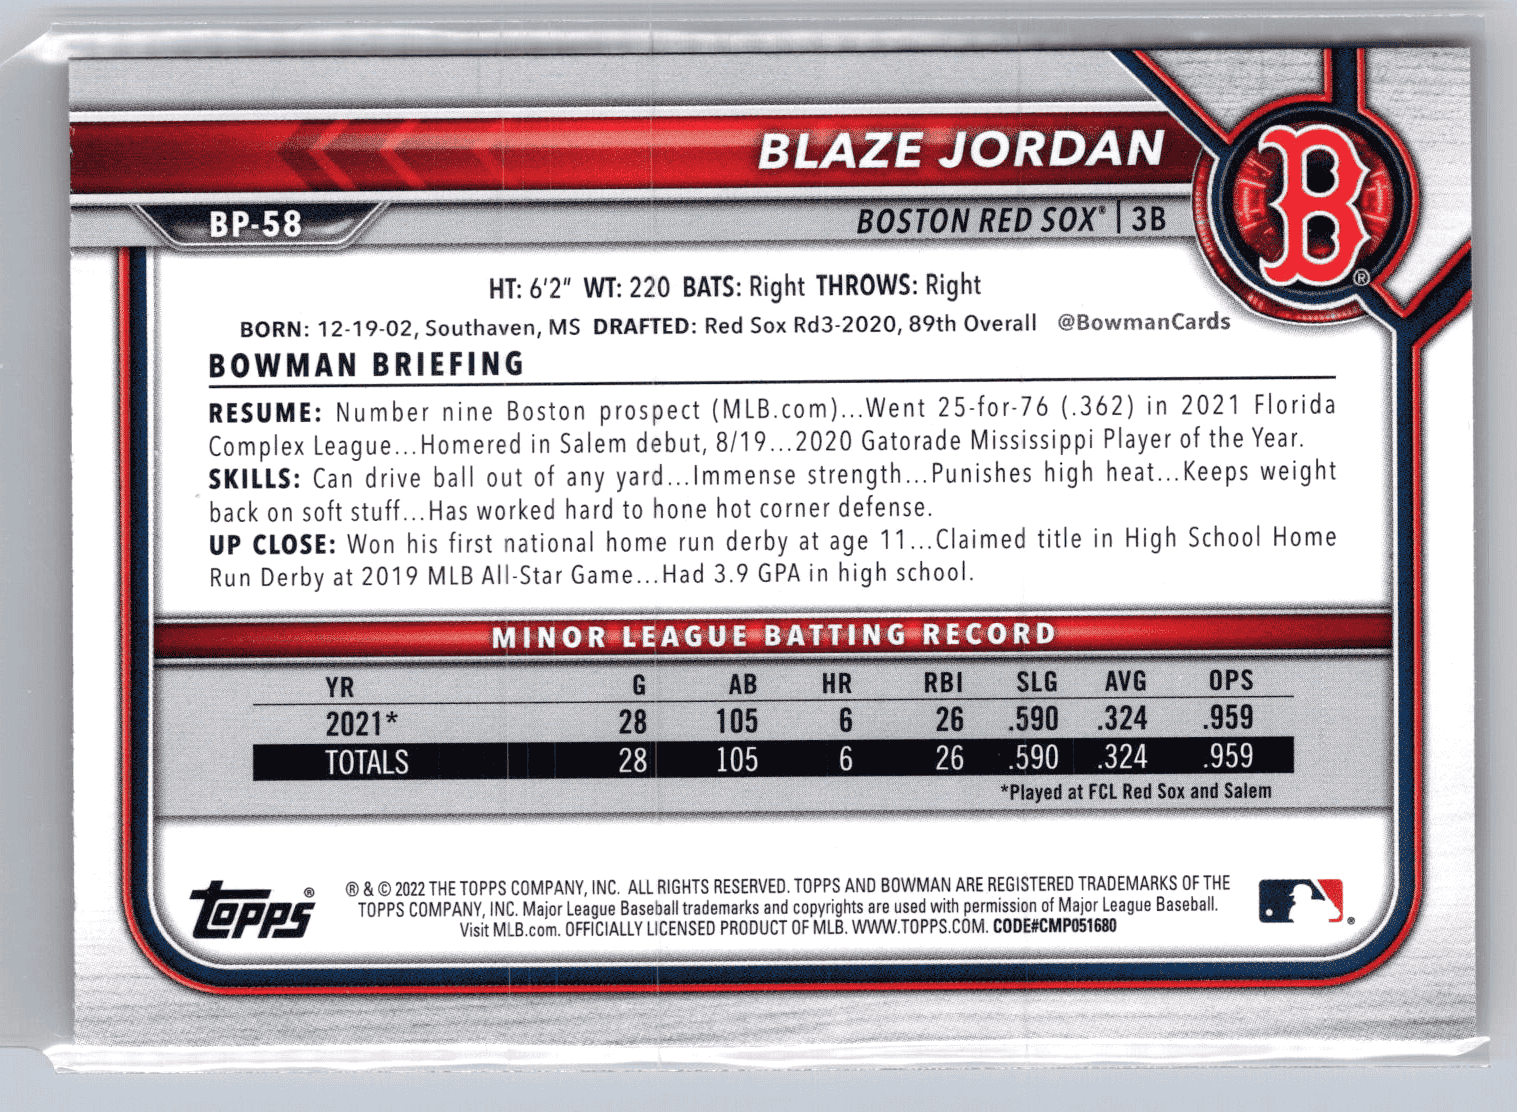 BLAZE JORDAN
BP-58
BOSTON RED SOX® | 3B
B
®
HT: 6'2" WT: 220 BATS: Right THROWS: Right
BORN: 12-19-02, Southaven, MS DRAFTED: Red Sox Rd3-2020, 89th Overall @BowmanCards
BOWMAN BRIEFING
RESUME: Number nine Boston prospect (MLB.com)...Went 25-for-76 (.362) in 2021 Florida
Complex League...Homered in Salem debut, 8/19...2020 Gatorade Mississippi Player of the Year.
SKILLS: Can drive ball out of any yard...Immense strength...Punishes high heat...Keeps weight
back on soft stuff...Has worked hard to hone hot corner defense.
UP CLOSE: Won his first national home run derby at age 11...Claimed title in High School Home
Run Derby at 2019 MLB All-Star Game...Had 3.9 GPA in high school.
MINOR LEAGUE BATTING RECORD
YR G AB HR RBI SLG AVG OPS
2021* 28 105 6 26 .590 .324 .959
TOTALS 28 105 6 26 .590 .324 .959
*Played at FCL Red Sox and Salem
topps®
® & © 2022 THE TOPPS COMPANY, INC. ALL RIGHTS RESERVED. TOPPS AND BOWMAN ARE REGISTERED TRADEMARKS OF THE
TOPPS COMPANY, INC. Major League Baseball trademarks and copyrights are used with permission of Major League Baseball.
Visit MLB.com. OFFICIALLY LICENSED PRODUCT OF MLB. WWW.TOPPS.COM. CODE#CMP051680
®